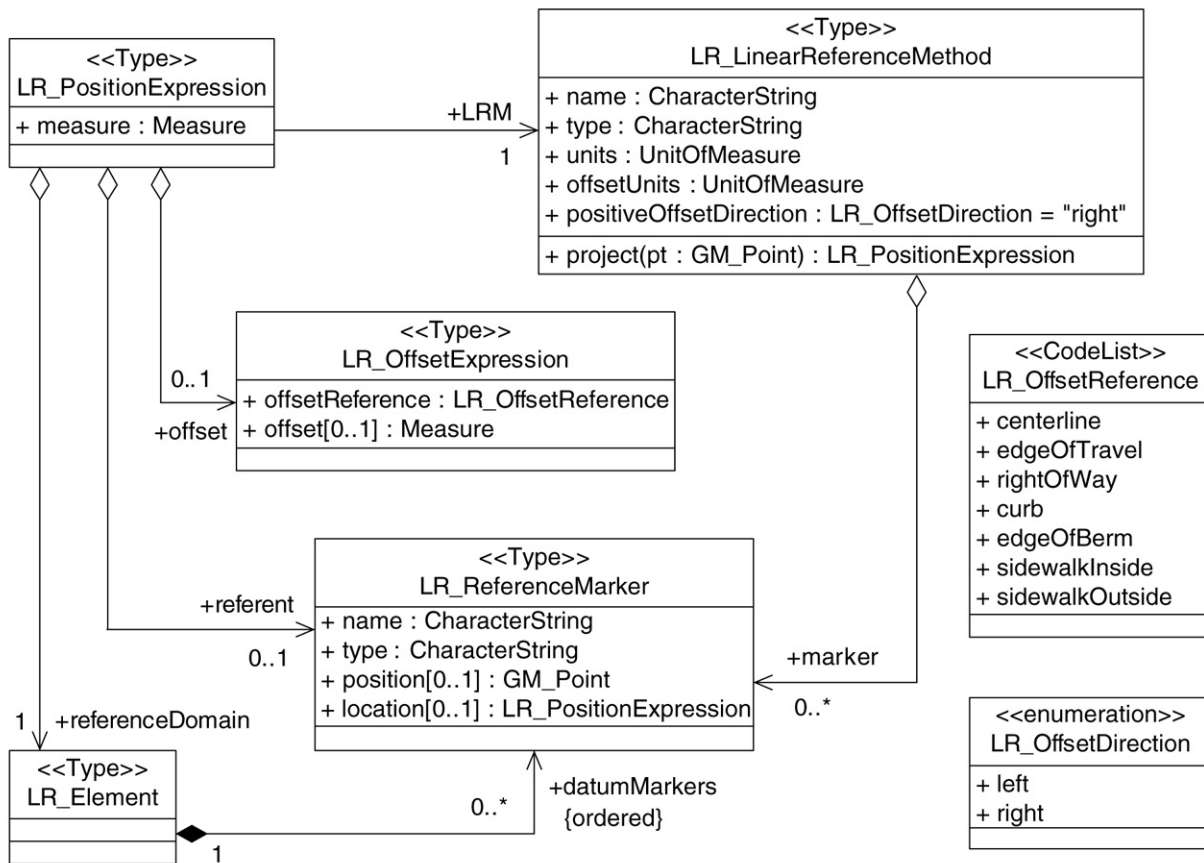 <<Type>>
LR_PositionExpression
+ measure : Measure
+LRM
1
<<Type>>
LR_LinearReferenceMethod
+ name : CharacterString
+ type : CharacterString
+ units : UnitOfMeasure
+ offsetUnits : UnitOfMeasure
+ positiveOffsetDirection : LR_OffsetDirection = "right"
+ project(pt : GM_Point) : LR_PositionExpression
<<Type>>
LR_OffsetExpression
+ offsetReference : LR_OffsetReference
+ offset[0..1] : Measure
0..1
+offset
<<CodeList>>
LR_OffsetReference
+ centerline
+ edgeOfTravel
+ rightOfWay
+ curb
+ edgeOfBerm
+ sidewalkInside
+ sidewalkOutside
<<Type>>
LR_ReferenceMarker
+ name : CharacterString
+ type : CharacterString
+ position[0..1] : GM_Point
+ location[0..1] : LR_PositionExpression
+referent
0..1
+marker
0..*
1
+referenceDomain
<<Type>>
LR_Element
1
0..*
+datumMarkers
{ordered}
<<enumeration>>
LR_OffsetDirection
+ left
+ right